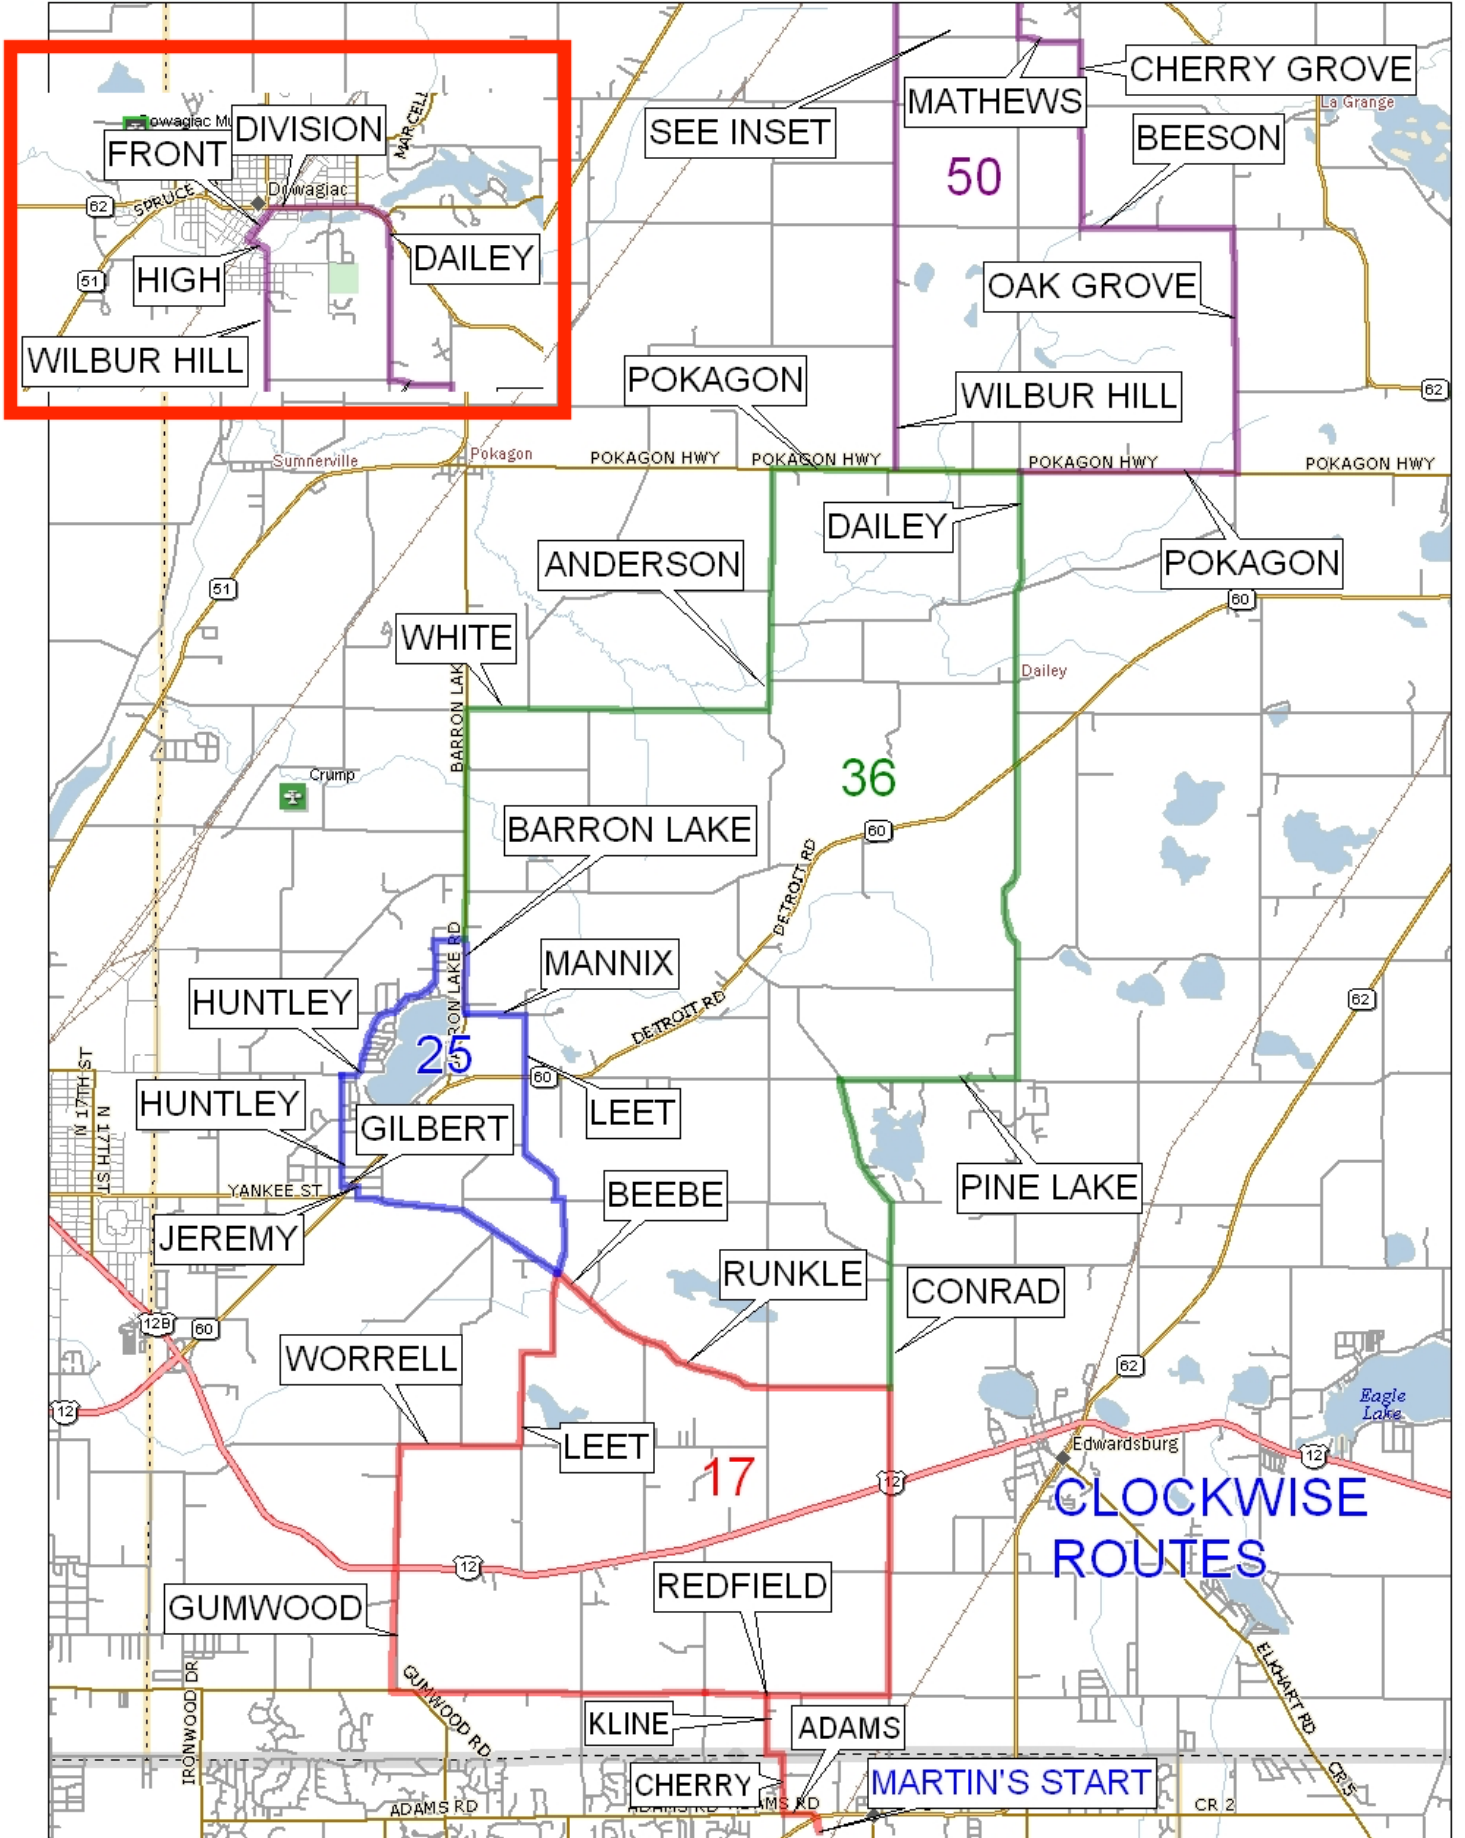 CHERRY GROVE
La Grange
MATHEWS
SEE INSET
BEESON
DIVISION
FRONT
MARCELL
Dowagiac
SPRUCE
62
50
HIGH
DAILEY
51
OAK GROVE
WILBUR HILL
POKAGON
WILBUR HILL
62
Sumnerville
Pokagon
POKAGON HWY
POKAGON HWY
POKAGON HWY
POKAGON HWY
DAILEY
ANDERSON
POKAGON
51
60
WHITE
Dailey
BARRON LAK
Crump
36
BARRON LAKE
60
DETROIT RD
MANNIX
HUNTLEY
RON LAKE RD
DETROIT RD
62
25
N 17TH ST
60
HUNTLEY
LEET
N 17TH ST
GILBERT
YANKEE ST
BEEBE
PINE LAKE
JEREMY
RUNKLE
CONRAD
12B
60
WORRELL
62
12
Eagle
Lake
LEET
Edwardsburg
12
17
12
CLOCKWISE
ROUTES
12
REDFIELD
GUMWOOD
IRONWOOD DR
GUMWOOD RD
ELKHART RD
KLINE
ADAMS
CHERRY
MARTIN'S START
CR 5
ADAMS RD
CR 2